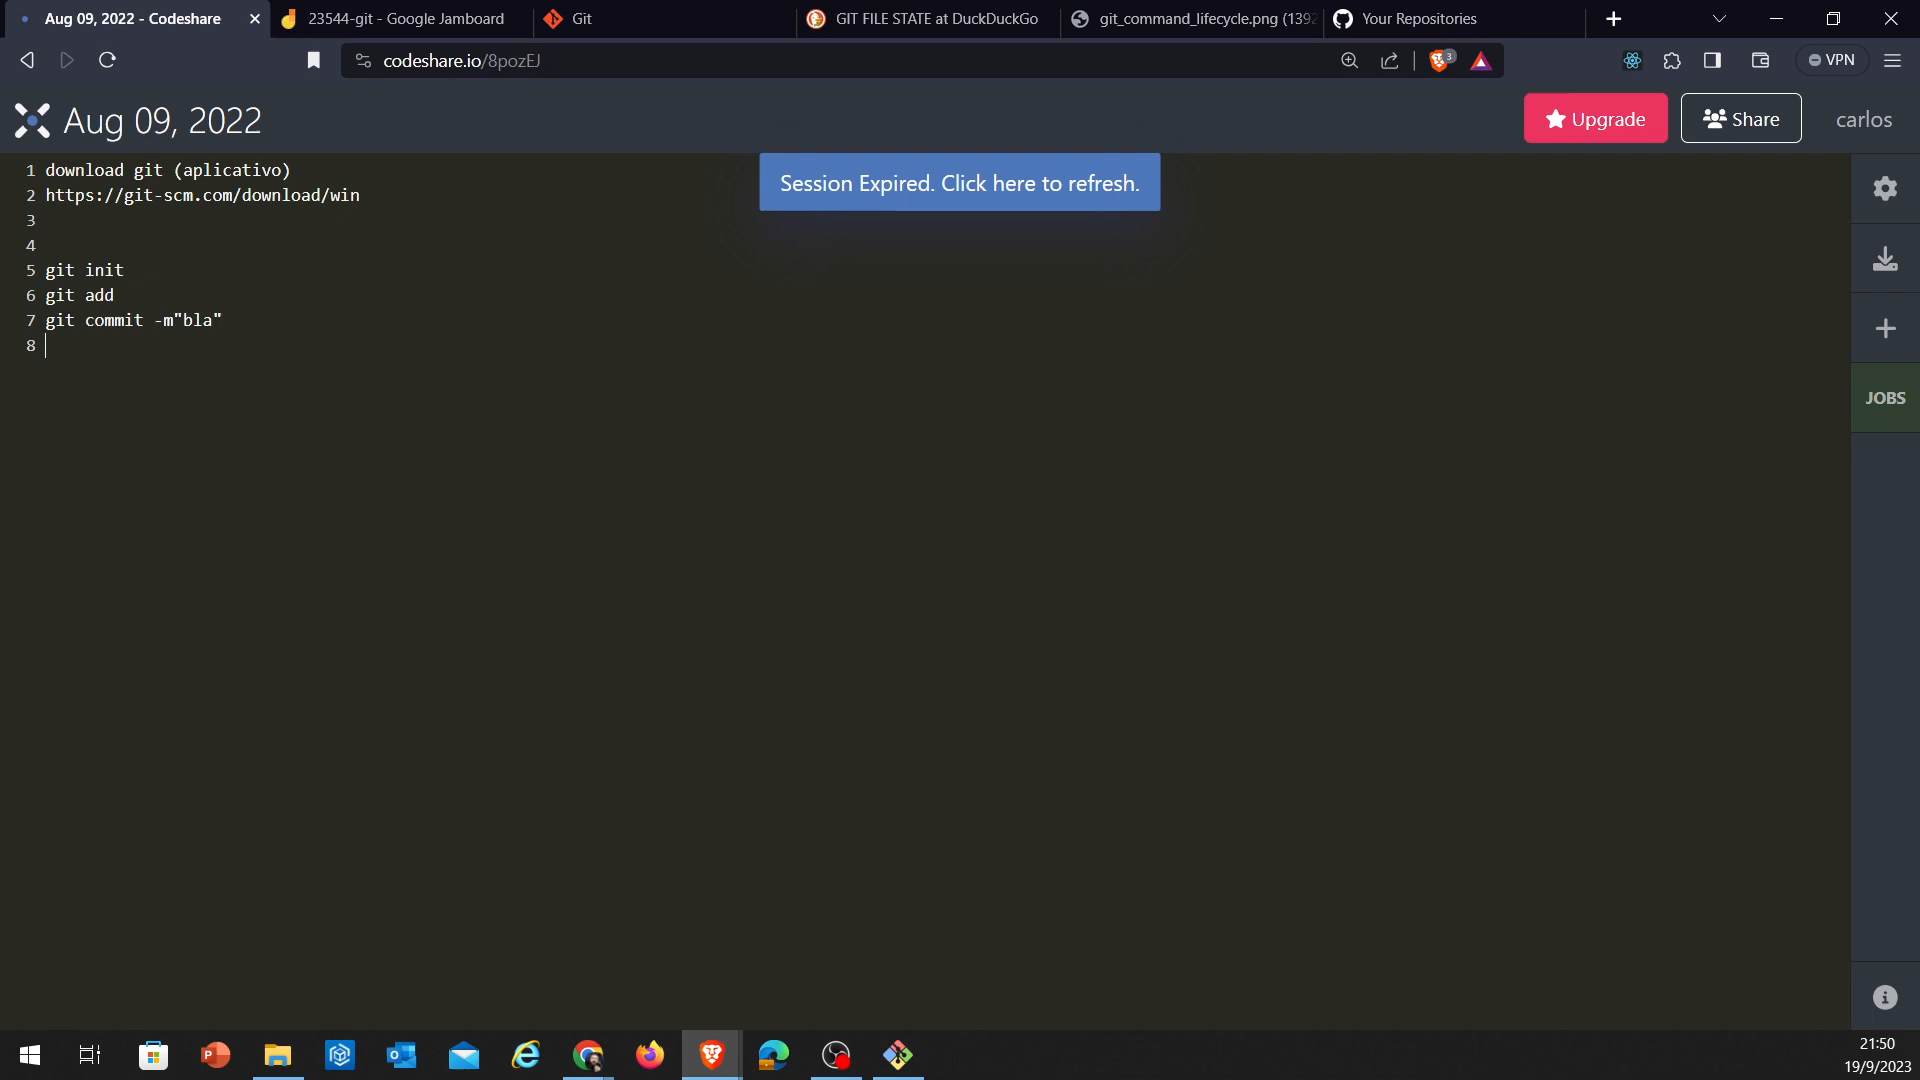 Aug 09, 2022 - Codeshare
23544-git - Google Jamboard
Git
GIT FILE STATE at DuckDuckGo
git_command_lifecycle.png (1392
Your Repositories
codeshare.io/8pozEJ
3
VPN
Aug 09, 2022
Upgrade
Share
carlos
Session Expired. Click here to refresh.
1 download git (aplicativo)
2 https://git-scm.com/download/win
3
4
5 git init
6 git add
7 git commit -m"bla"
8
JOBS
21:50
19/9/2023